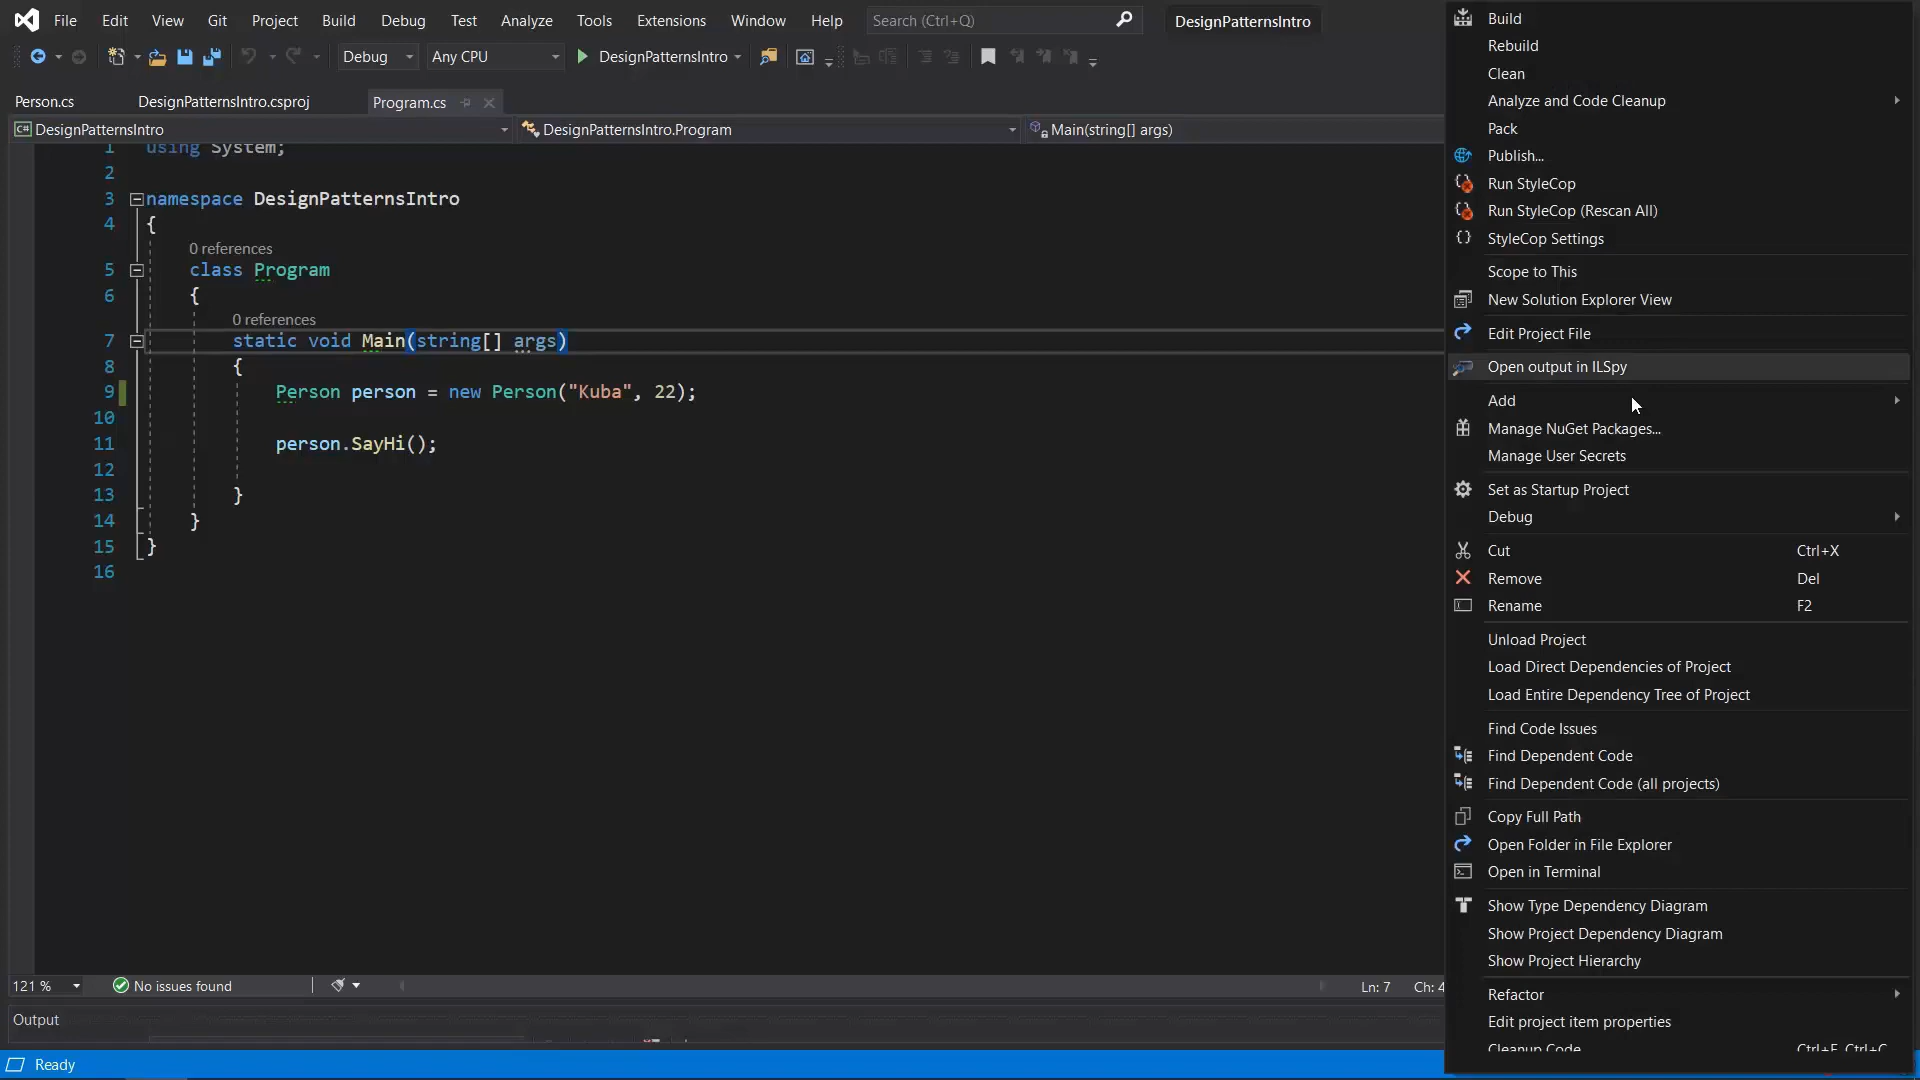 File Edit View Git Project Build Debug Test Analyze Tools Extensions Window Help Search (Ctrl+Q) DesignPatternsIntro
Debug Any CPU DesignPatternsIntro
Person.cs DesignPatternsIntro.csproj Program.cs
C# DesignPatternsIntro DesignPatternsIntro.Program Main(string[] args)
1 using System;
2
3 namespace DesignPatternsIntro
4 {
0 references
5 class Program
6 {
0 references
7 static void Main(string[] args)
8 {
9 Person person = new Person("Kuba", 22);
10
11 person.SayHi();
12
13 }
14 }
15 }
16
121 % No issues found Ln: 7 Ch: 4
Output
Ready
Build
Rebuild
Clean
Analyze and Code Cleanup
Pack
Publish...
Run StyleCop
Run StyleCop (Rescan All)
StyleCop Settings
Scope to This
New Solution Explorer View
Edit Project File
Open output in ILSpy
Add
Manage NuGet Packages...
Manage User Secrets
Set as Startup Project
Debug
Cut Ctrl+X
Remove Del
Rename F2
Unload Project
Load Direct Dependencies of Project
Load Entire Dependency Tree of Project
Find Code Issues
Find Dependent Code
Find Dependent Code (all projects)
Copy Full Path
Open Folder in File Explorer
Open in Terminal
Show Type Dependency Diagram
Show Project Dependency Diagram
Show Project Hierarchy
Refactor
Edit project item properties
Cleanup Code Ctrl+E, Ctrl+C